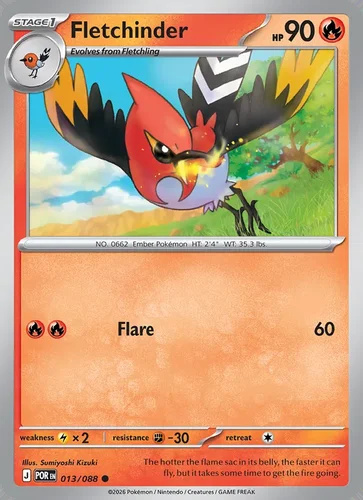 STAGE1 Fletchinder HP 90
Evolves from Fletchling
NO. 0662 Ember Pokémon HT: 2'4" WT: 35.3 lbs.
Flare 60
weakness ×2 resistance -30 retreat
Illus. Sumiyoshi Kizuki
J POR EN 013/088
The hotter the flame sac in its belly, the faster it can
fly, but it takes some time to get the fire going.
©2026 Pokémon / Nintendo / Creatures / GAME FREAK